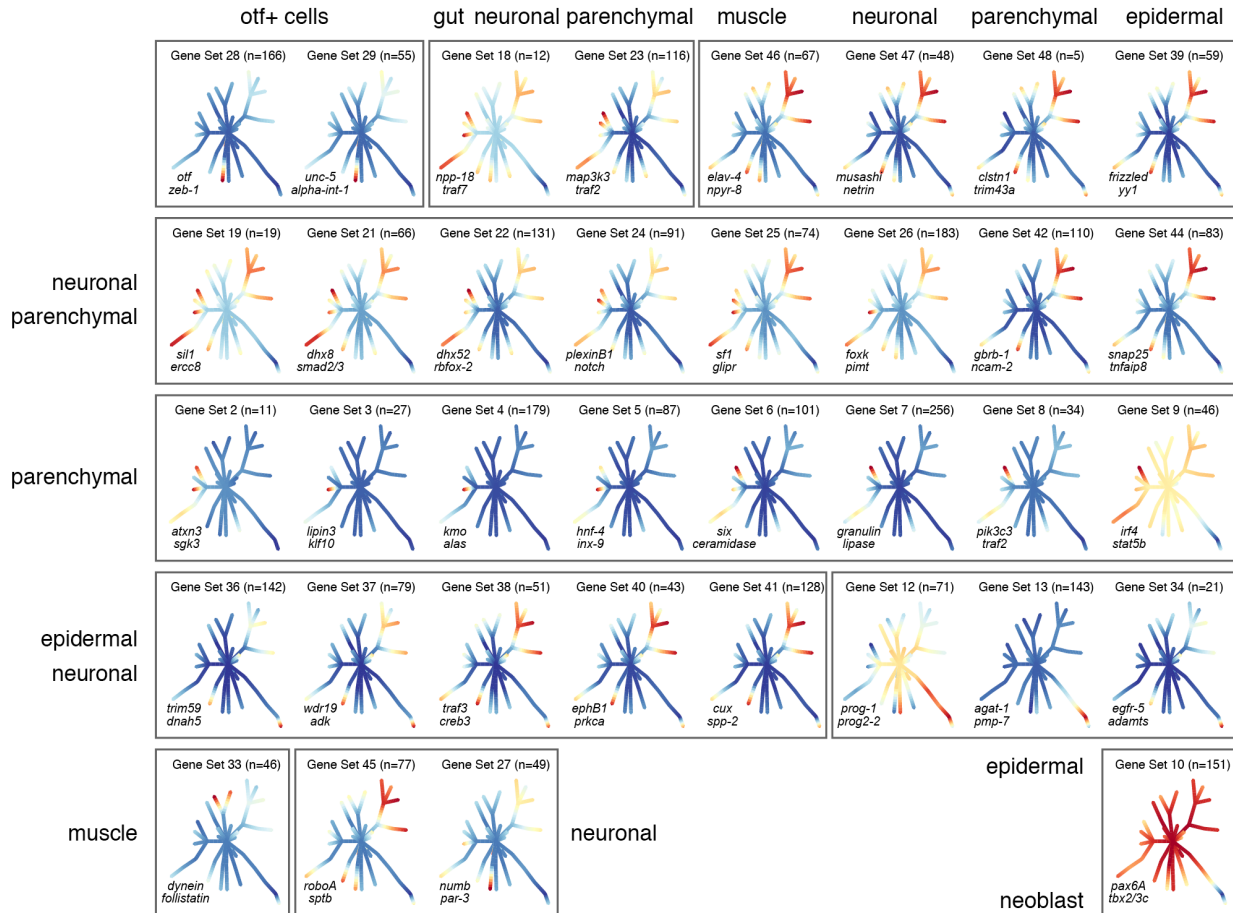 otf+ cells gut neuronal parenchymal muscle neuronal parenchymal epidermal
Gene Set 28 (n=166) Gene Set 29 (n=55) Gene Set 18 (n=12) Gene Set 23 (n=116) Gene Set 46 (n=67) Gene Set 47 (n=48) Gene Set 48 (n=5) Gene Set 39 (n=59)
otf unc-5 npp-18 map3k3 elav-4 musashi clstn1 frizzled
zeb-1 alpha-int-1 traf7 traf2 npyr-8 netrin trim43a yy1
Gene Set 19 (n=19) Gene Set 21 (n=66) Gene Set 22 (n=131) Gene Set 24 (n=91) Gene Set 25 (n=74) Gene Set 26 (n=183) Gene Set 42 (n=110) Gene Set 44 (n=83)
neuronal
parenchymal
sil1 dhx8 dhx52 plexinB1 sf1 foxk gbrb-1 snap25
ercc8 smad2/3 rbfox-2 notch glipr pimt ncam-2 tnfaip8
Gene Set 2 (n=11) Gene Set 3 (n=27) Gene Set 4 (n=179) Gene Set 5 (n=87) Gene Set 6 (n=101) Gene Set 7 (n=256) Gene Set 8 (n=34) Gene Set 9 (n=46)
parenchymal
atxn3 lipin3 kmo hnf-4 six granulin pik3c3 irf4
sgk3 klf10 alas inx-9 ceramidase lipase traf2 stat5b
Gene Set 36 (n=142) Gene Set 37 (n=79) Gene Set 38 (n=51) Gene Set 40 (n=43) Gene Set 41 (n=128) Gene Set 12 (n=71) Gene Set 13 (n=143) Gene Set 34 (n=21)
epidermal
neuronal
trim59 wdr19 traf3 ephB1 cux prog-1 agat-1 egfr-5
dnah5 adk creb3 prkca spp-2 prog2-2 pmp-7 adamts
Gene Set 33 (n=46) Gene Set 45 (n=77) Gene Set 27 (n=49) epidermal Gene Set 10 (n=151)
muscle neuronal
dynein roboA numb pax6A
follistatin sptb par-3 tbx2/3c
neoblast